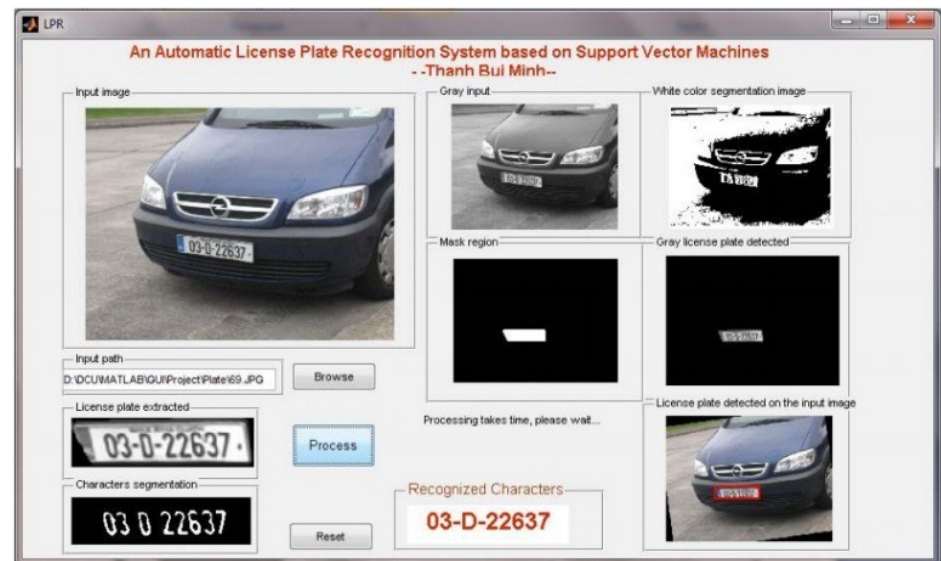 LPR
An Automatic License Plate Recognition System based on Support Vector Machines
- -Thanh Bui Minh--
Input image
Gray input
White color segmentation image
03-D-22637
Mask region
Gray license plate detected
Input path
D:\DCU\MATLAB\GUI\Project\Plate\69.JPG
Browse
License plate extracted
03-D-22637
Process
Processing takes time, please wait...
License plate detected on the input image
Characters segmentation
03 D 22637
Reset
Recognized Characters
03-D-22637